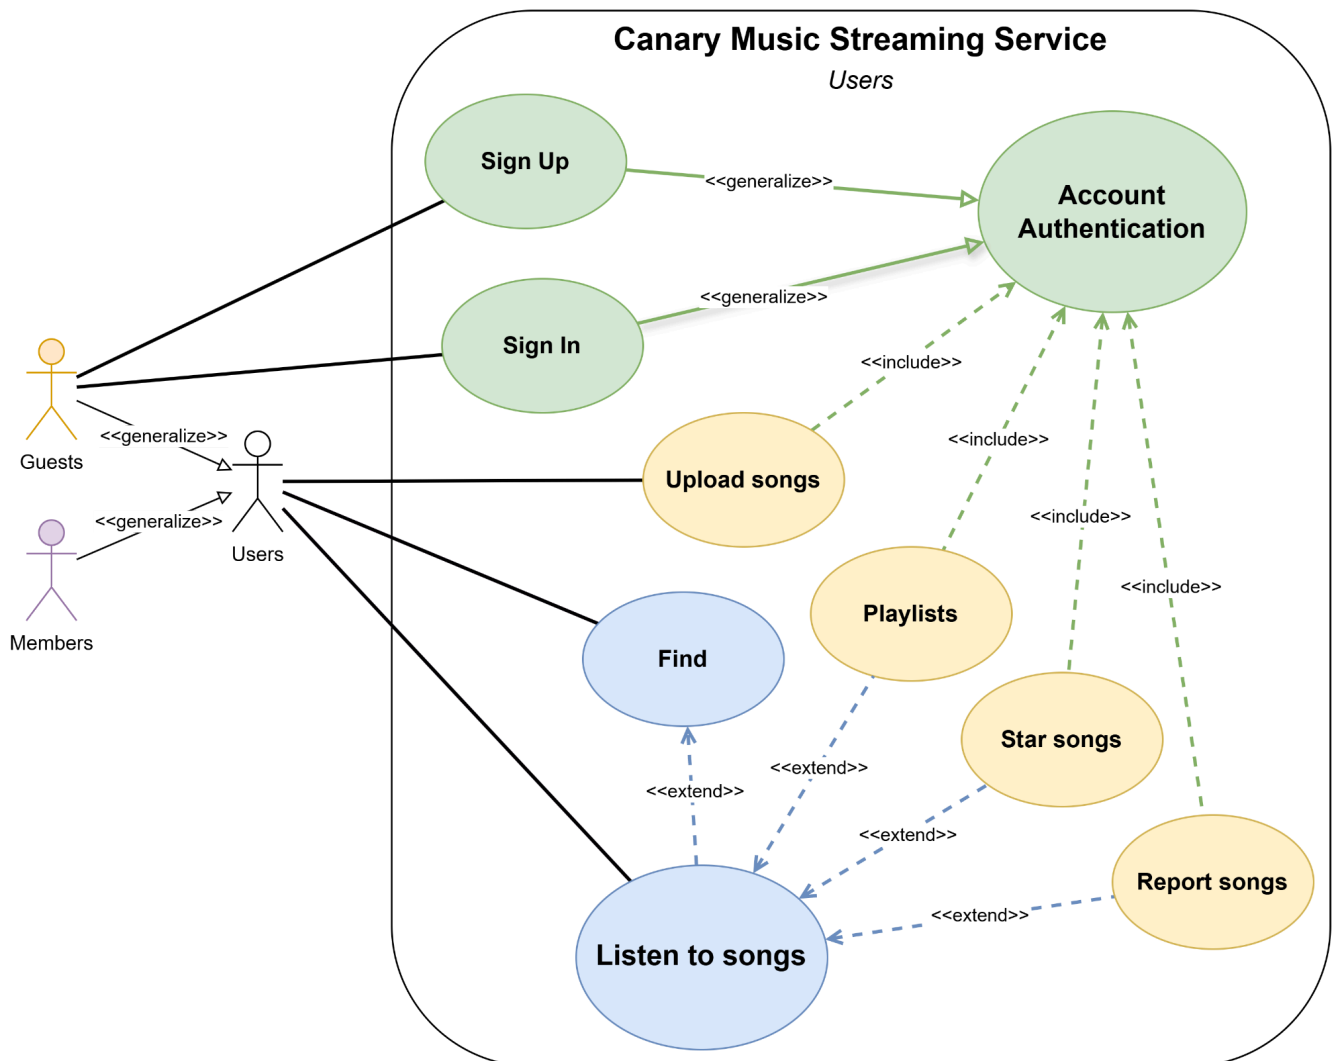 Canary Music Streaming Service
Users
Sign Up
<<generalize>>
Account
Authentication
<<generalize>>
Sign In
<<include>>
Guests
<<generalize>>
<<include>>
Upload songs
<<include>>
<<generalize>>
Users
<<include>>
Members
Playlists
Find
Star songs
<<extend>>
<<extend>>
<<extend>>
Report songs
<<extend>>
Listen to songs